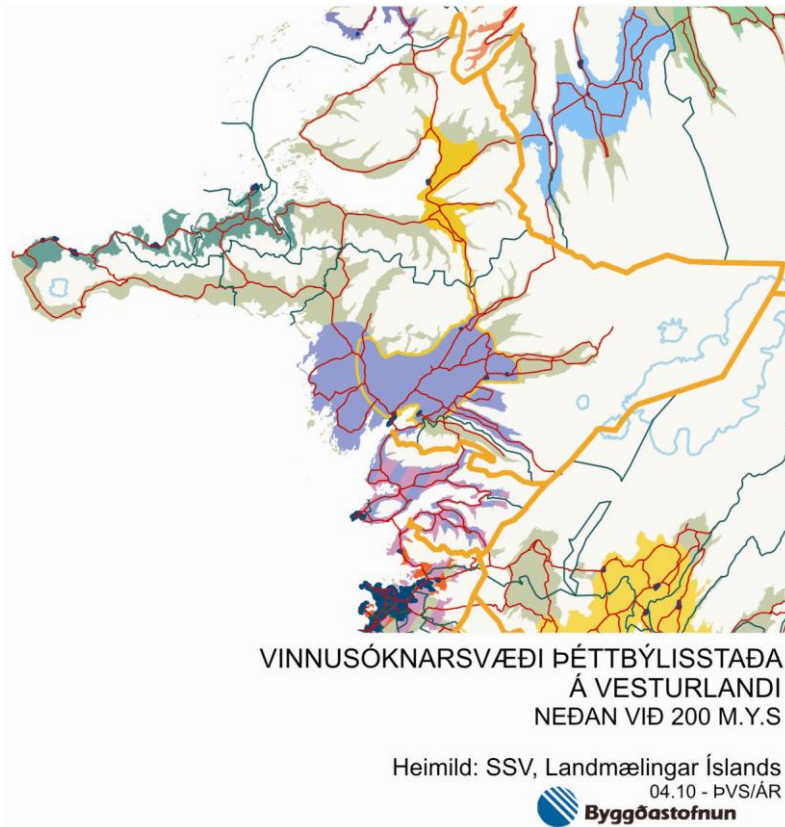 VINNUSÓKNARSVÆÐI ÞÉTTBÝLISSTAÐA
Á VESTURLANDI
NEÐAN VIÐ 200 M.Y.S
Heimild: SSV, Landmælingar Íslands
04.10 - ÞVS/ÁR
Byggðastofnun